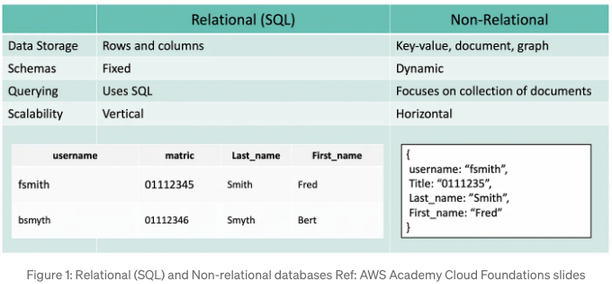 Relational (SQL) Non-Relational
Data Storage Rows and columns Key-value, document, graph
Schemas Fixed Dynamic
Querying Uses SQL Focuses on collection of documents
Scalability Vertical Horizontal
username matric Last_name First_name
fsmith 01112345 Smith Fred
bsmyth 01112346 Smyth Bert
{
username: “fsmith”,
Title: “0111235”,
Last_name: “Smith”,
First_name: “Fred”
}
Figure 1: Relational (SQL) and Non-relational databases Ref: AWS Academy Cloud Foundations slides